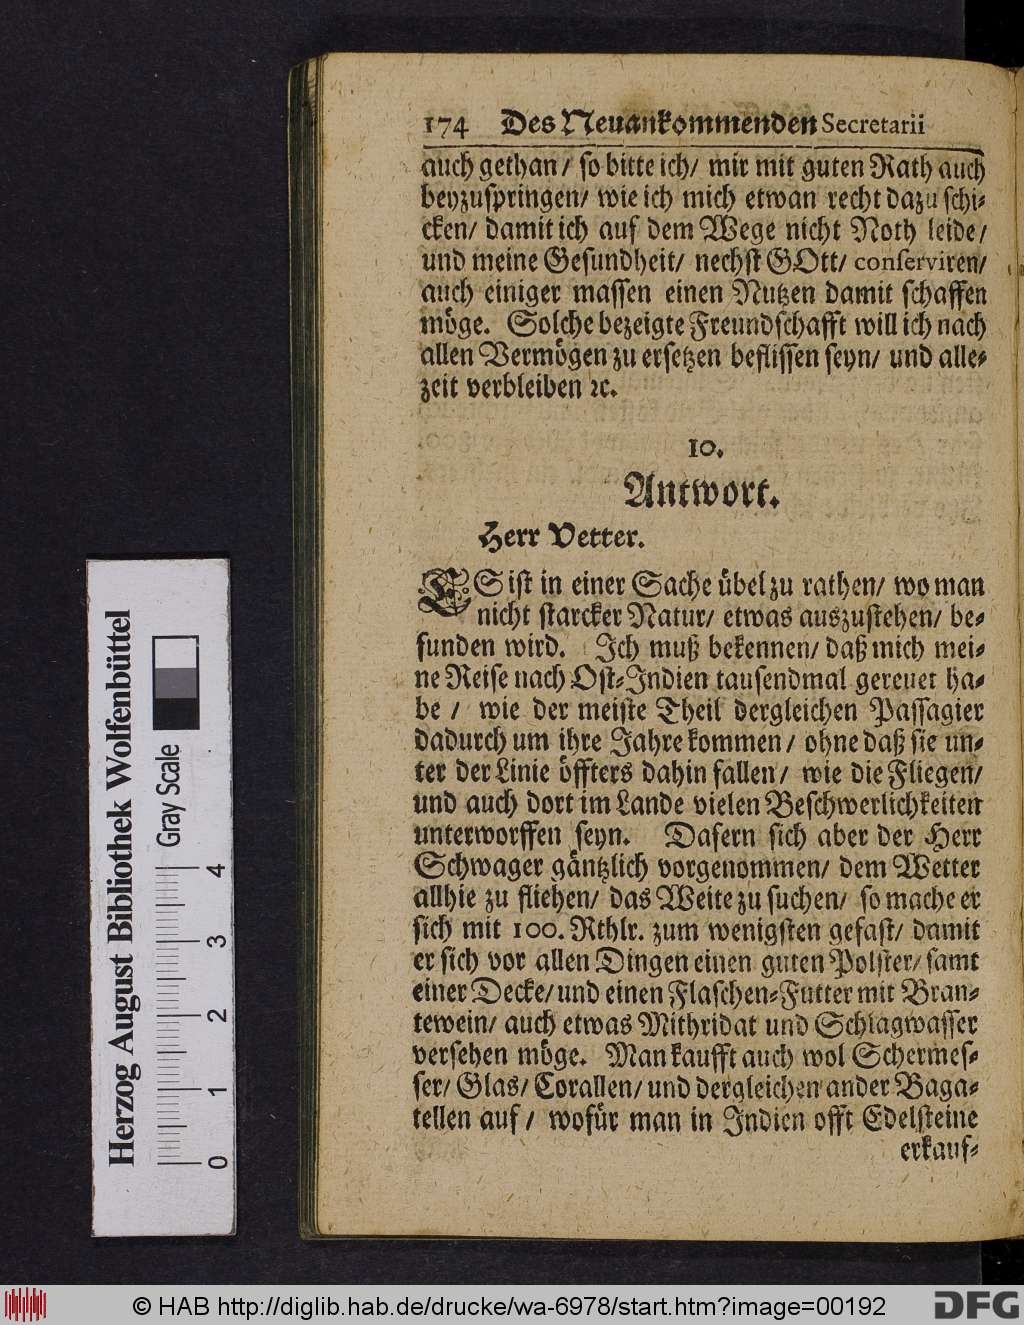 174 Des Neuankommenden Secretarii
auch gethan/ so bitte ich/ mir mit guten Rath auch
beyzuspringen/ wie ich mich etwan recht dazu schi-
cken/ damit ich auf dem Wege nicht Noth leide/
und meine Gesundheit/ nechst GOtt/ conserviren/
auch einiger massen einen Nutzen damit schaffen
möge. Solche bezeigte Freundschafft will ich nach
allen Vermögen zu ersetzen beflissen seyn/ und alle-
zeit verbleiben ꝛc.
10.
Antwort.
Herr Vetter.
ES ist in einer Sache übel zu rathen/ wo man
nicht starcker Natur/ etwas auszustehen/ be-
funden wird. Ich muß bekennen/ daß mich mei-
ne Reise nach Ost-Indien tausendmal gereuet ha-
be / wie der meiste Theil dergleichen Passagier
dadurch um ihre Jahre kommen/ ohne daß sie un-
ter der Linie öffters dahin fallen/ wie die Fliegen/
und auch dort im Lande vielen Beschwerlichkeiten
unterworffen seyn. Dafern sich aber der Herr
Schwager gäntzlich vorgenommen/ dem Wetter
allhie zu fliehen/ das Weite zu suchen/ so mache er
sich mit 100. Rthlr. zum wenigsten gefast/ damit
er sich vor allen Dingen einen guten Polster/ samt
einer Decke/ und einen Flaschen-Futter mit Bran-
tewein/ auch etwas Mithridat und Schlagwasser
versehen möge. Man kaufft auch wol Schermes-
ser/ Glas/ Corallen/ und dergleichen ander Baga-
tellen auf / wofür man in Indien offt Edelsteine
erkauf-
Herzog August Bibliothek Wolfenbüttel
Gray Scale
0 1 2 3 4
© HAB http://diglib.hab.de/drucke/wa-6978/start.htm?image=00192
DFG